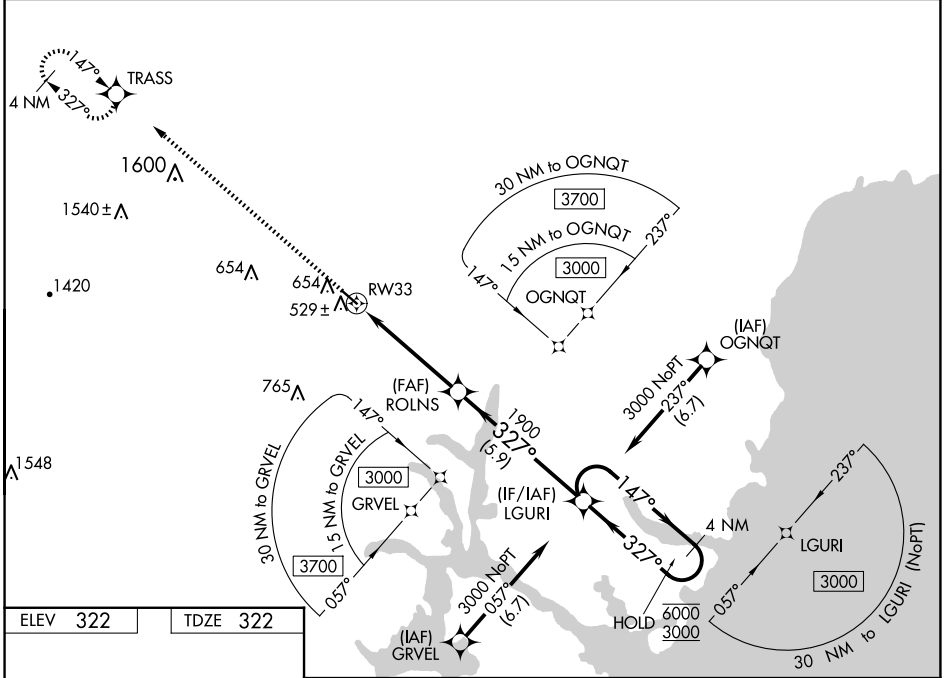 147°
TRASS
327°
4 NM
1600
1540 ±
1420
654
654
529 ±
RW33
30 NM to OGNQT
3700
15 NM to OGNQT
3000
237°
147°
OGNQT
(IAF)
OGNQT
3000 NoPT
237°
(6.7)
765
(FAF)
ROLNS
1900
327°
(5.9)
147°
30 NM to GRVEL
15 NM to GRVEL
3000
GRVEL
3700
057°
1548
(IF/IAF)
LGURI
147°
4 NM
327°
HOLD
6000
3000
237°
LGURI
3000
057°
30 NM to LGURI (NoPT)
3000 NoPT
057°
(6.7)
(IAF)
GRVEL
ELEV 322
TDZE 322